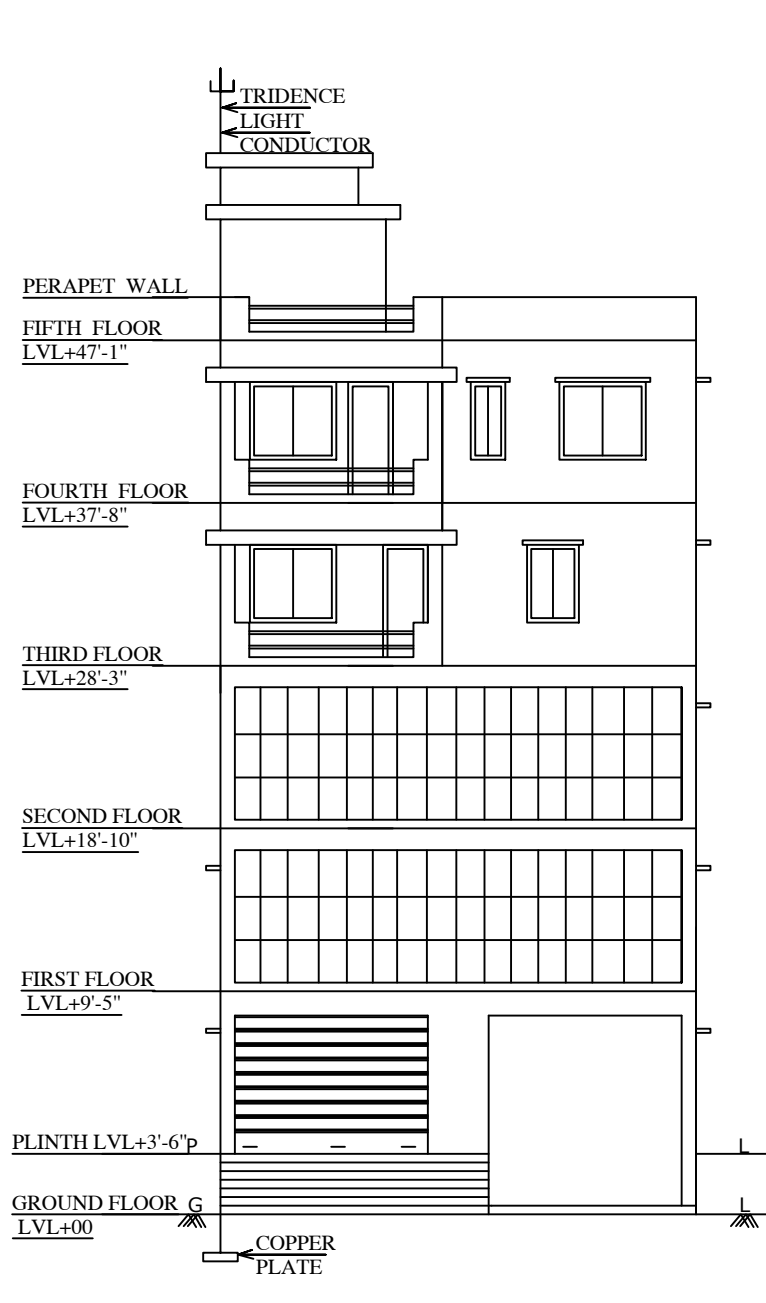 TRIDENCE
LIGHT
CONDUCTOR
PERAPET WALL
FIFTH FLOOR
LVL+47'-1"
FOURTH FLOOR
LVL+37'-8"
THIRD FLOOR
LVL+28'-3"
SECOND FLOOR
LVL+18'-10"
FIRST FLOOR
LVL+9'-5"
PLINTH LVL+3'-6" P L
GROUND FLOOR G L
LVL+00
COPPER
PLATE